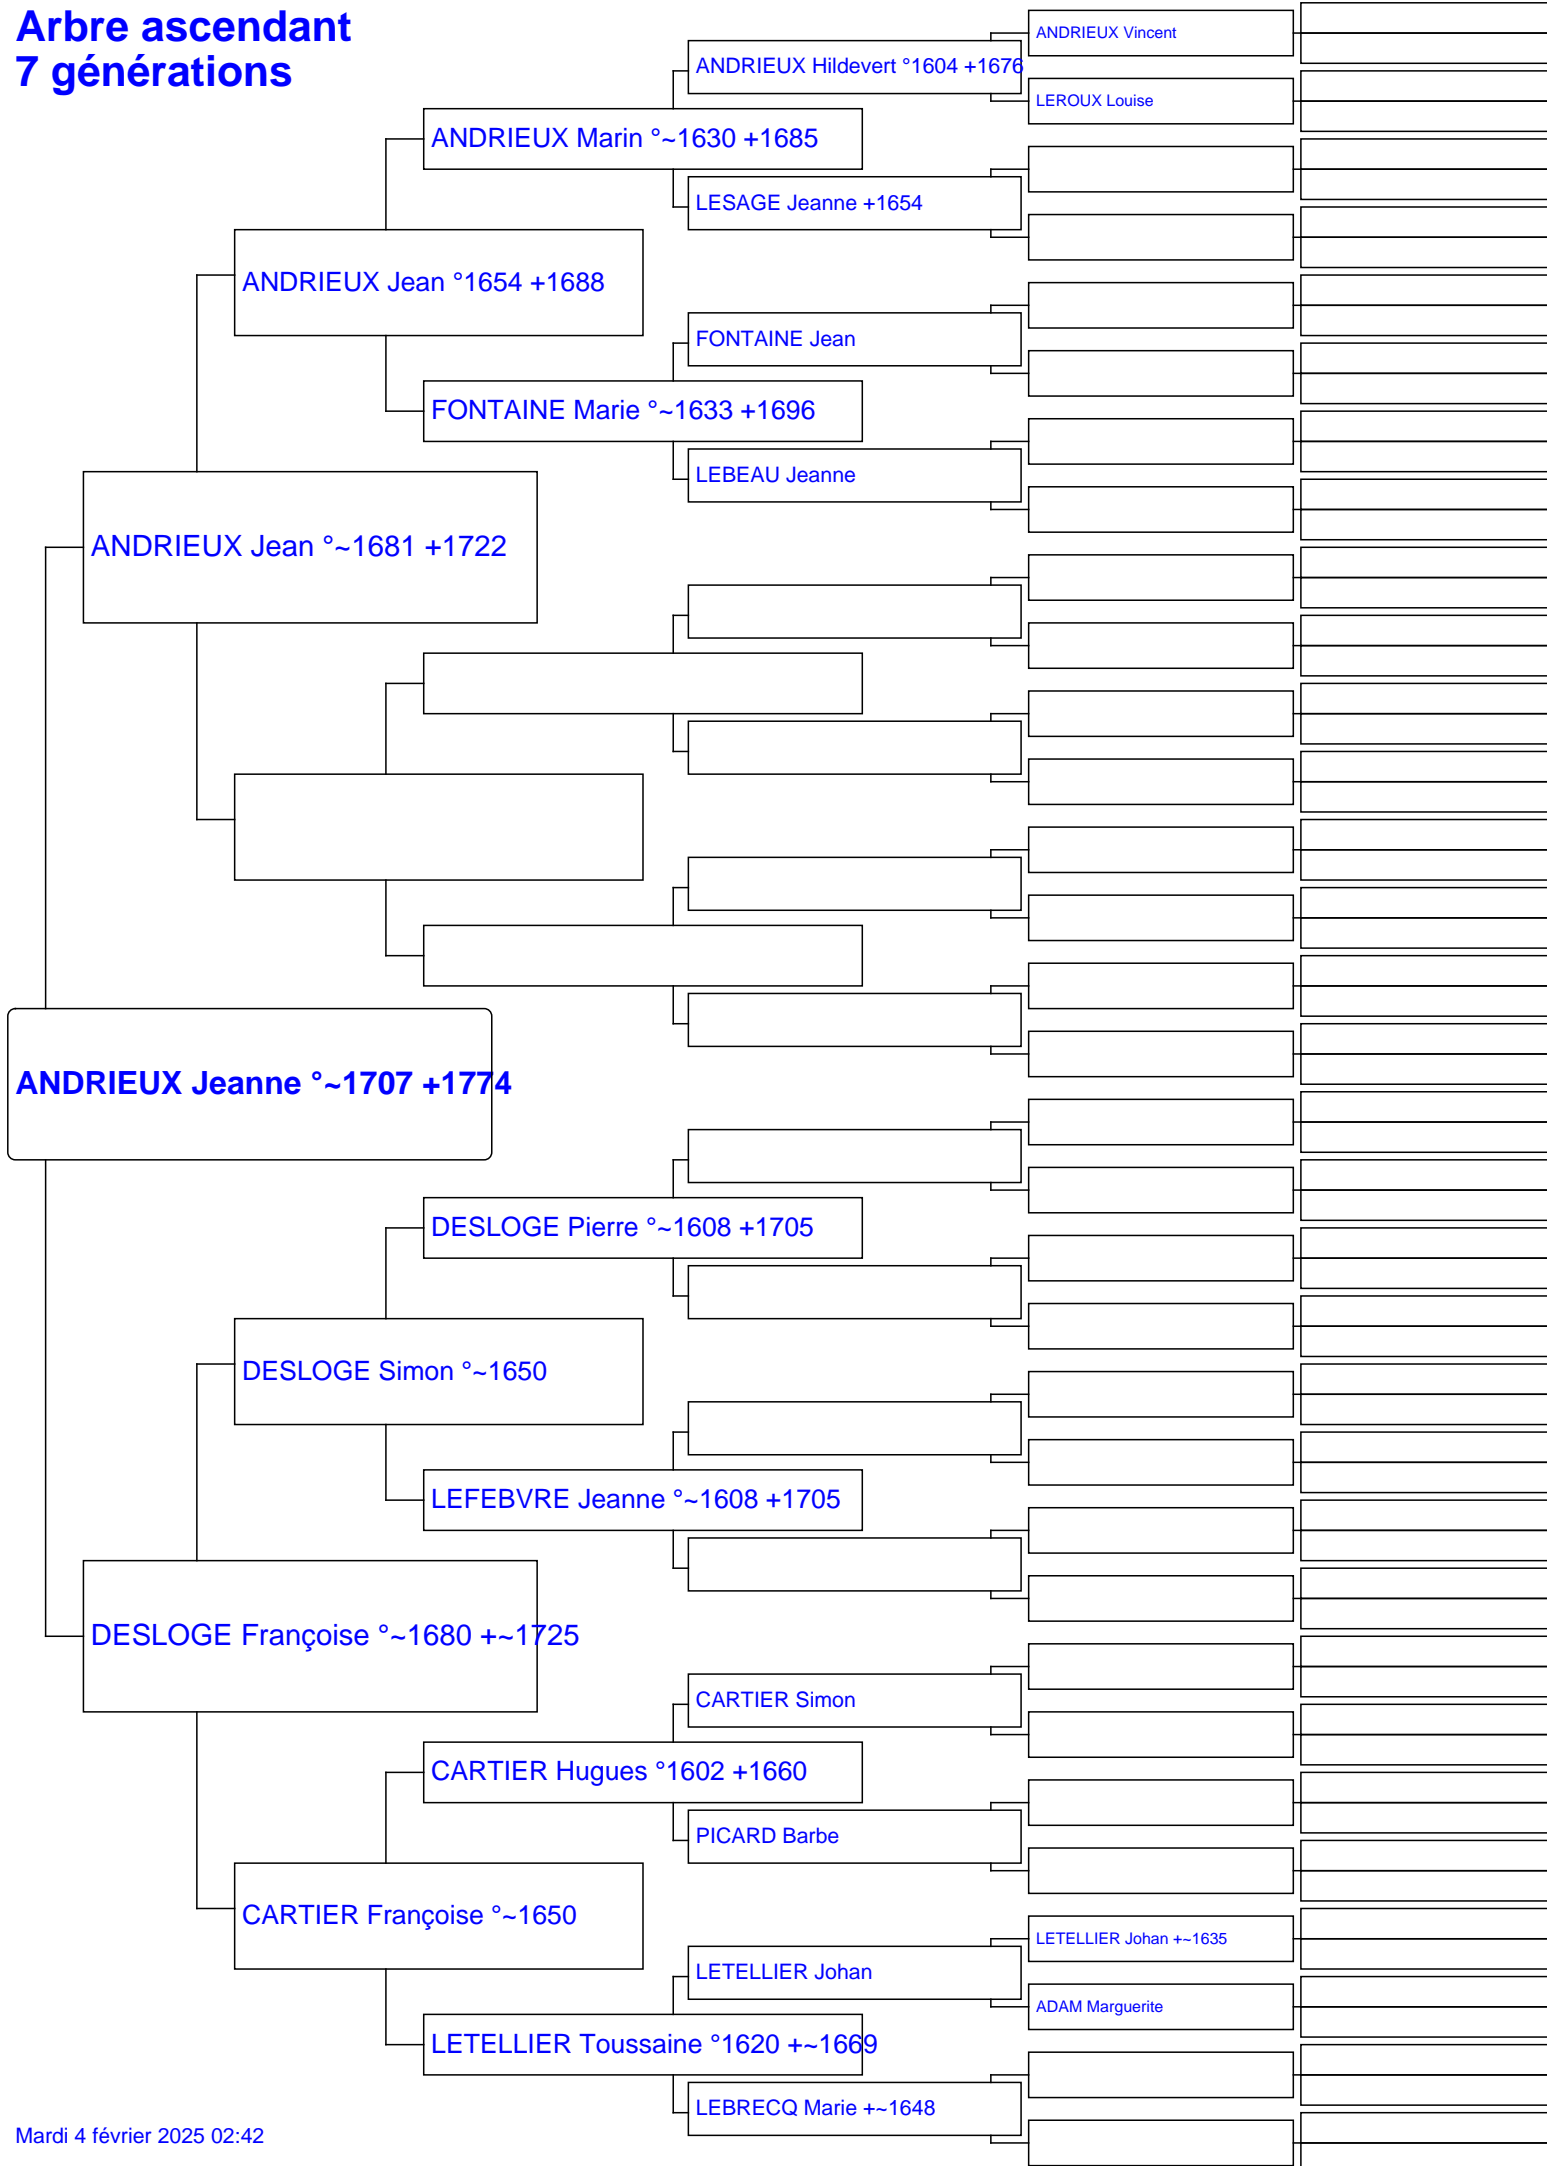 Arbre ascendant
7 générations
ANDRIEUX Vincent
ANDRIEUX Hildevert °1604 +1676
LEROUX Louise
ANDRIEUX Marin °~1630 +1685
LESAGE Jeanne +1654
ANDRIEUX Jean °1654 +1688
FONTAINE Jean
FONTAINE Marie °~1633 +1696
LEBEAU Jeanne
ANDRIEUX Jean °~1681 +1722
ANDRIEUX Jeanne °~1707 +1774
DESLOGE Pierre °~1608 +1705
DESLOGE Simon °~1650
LEFEBVRE Jeanne °~1608 +1705
DESLOGE Françoise °~1680 +~1725
CARTIER Simon
CARTIER Hugues °1602 +1660
PICARD Barbe
CARTIER Françoise °~1650
LETELLIER Johan +~1635
LETELLIER Johan
ADAM Marguerite
LETELLIER Toussaine °1620 +~1669
LEBRECQ Marie +~1648
Mardi 4 février 2025 02:42